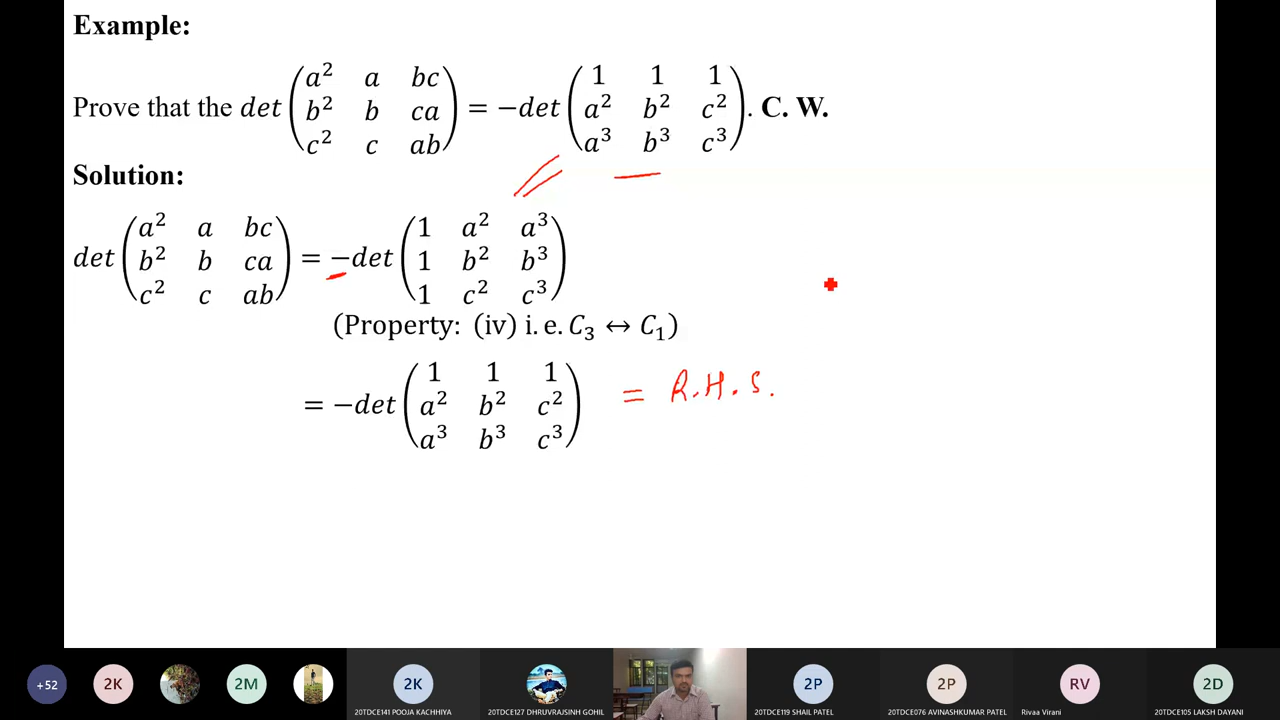 Example:
Prove that the det ( a² a bc ; b² b ca ; c² c ab ) = −det ( 1 1 1 ; a² b² c² ; a³ b³ c³ ). C. W.
Solution:
det ( a² a bc ; b² b ca ; c² c ab ) = −det ( 1 a² a³ ; 1 b² b³ ; 1 c² c³ )
(Property: (iv) i. e. C₃ ↔ C₁)
= −det ( 1 1 1 ; a² b² c² ; a³ b³ c³ ) = R.H.S.
+52 2K 2M 2K 2P 2P RV 2D
20TDCE141 POOJA KACHHIYA 20TDCE127 DHRUVRAJSINH GOHIL 20TDCE119 SHAIL PATEL 20TDCE076 AVINASHKUMAR PATEL Rivaa Virani 20TDCE105 LAKSH DAYANI